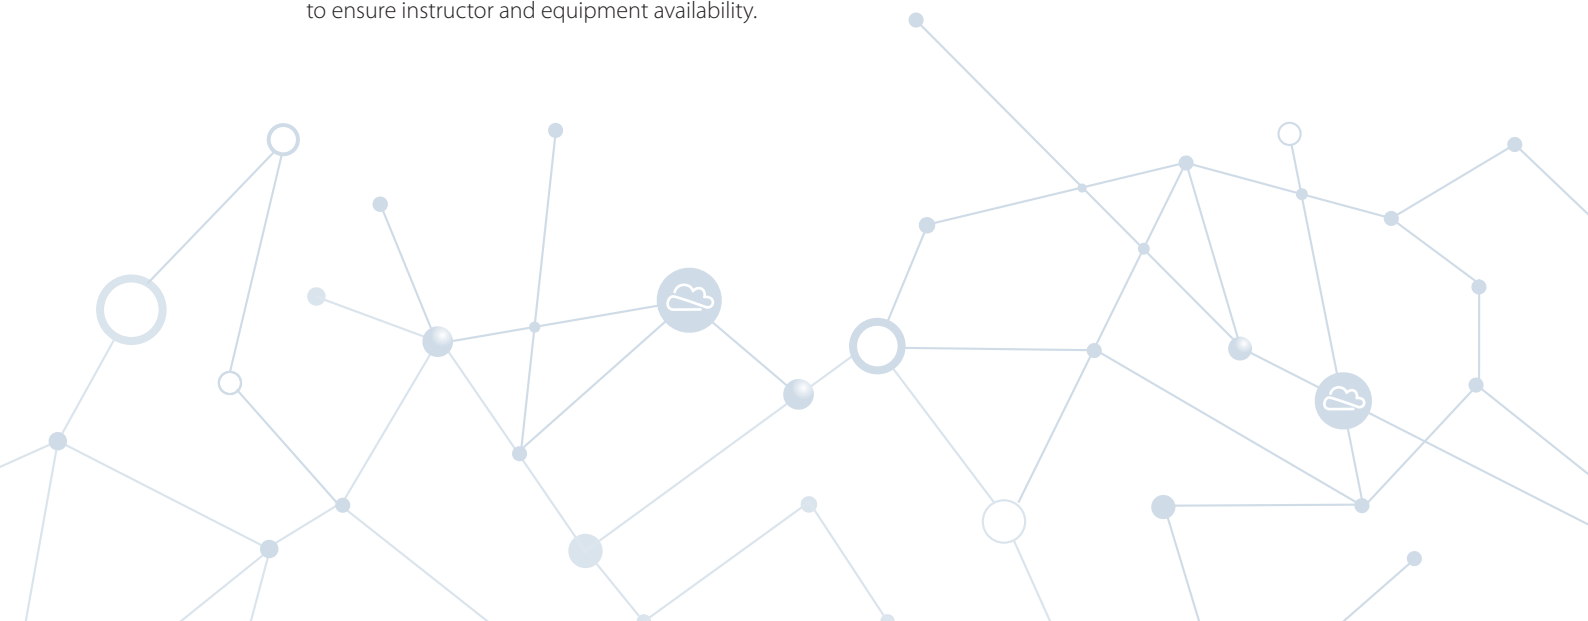 to ensure instructor and equipment availability.